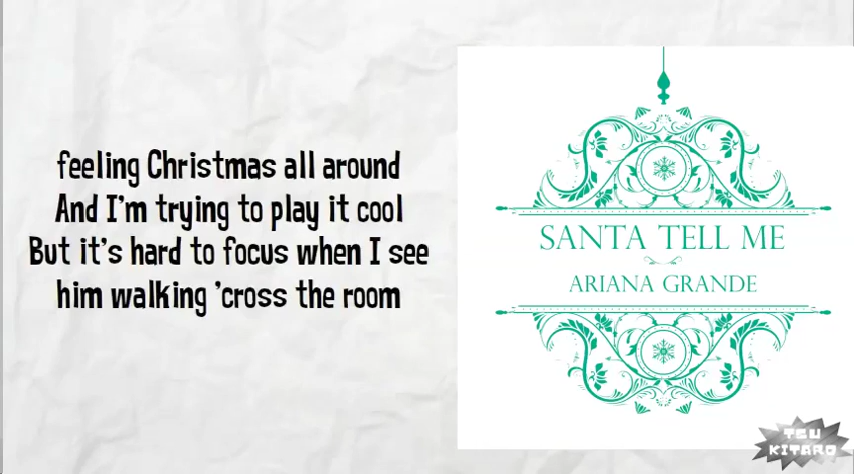 feeling Christmas all around
And I'm trying to play it cool
But it's hard to focus when I see
him walking 'cross the room
SANTA TELL ME
ARIANA GRANDE
TSU
KITARO